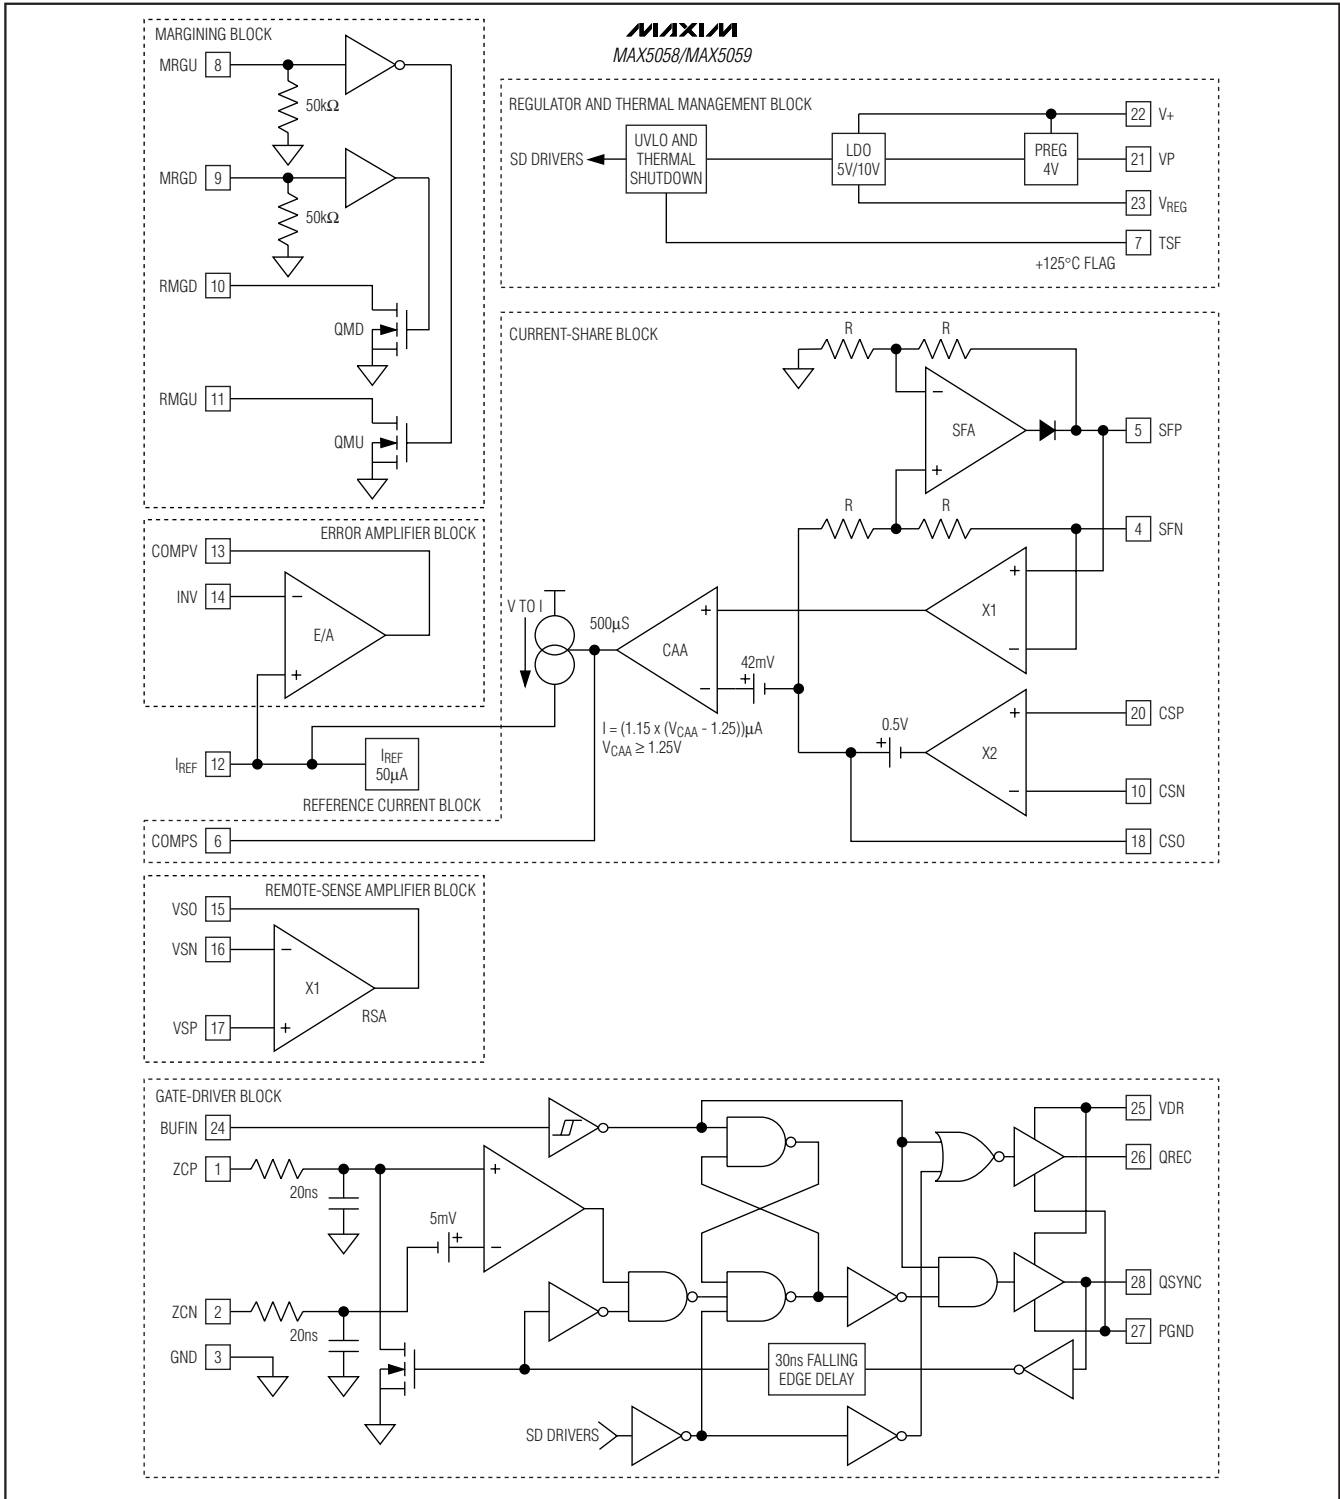 MAXIM
MAX5058/MAX5059
MARGINING BLOCK
MRGU 8
50kΩ
MRGD 9
50kΩ
RMGD 10
QMD
RMGU 11
QMU
REGULATOR AND THERMAL MANAGEMENT BLOCK
SD DRIVERS
UVLO AND
THERMAL
SHUTDOWN
LDO
5V/10V
PREG
4V
22 V+
21 VP
23 VREG
7 TSF
+125°C FLAG
CURRENT-SHARE BLOCK
R R
−
SFA
+
5 SFP
R R
4 SFN
+
X1
−
V TO I
500µS
+
CAA
−
42mV
+
I = (1.15 x (VCAA - 1.25))µA
VCAA ≥ 1.25V
0.5V
+
+
X2
−
20 CSP
10 CSN
18 CSO
ERROR AMPLIFIER BLOCK
COMPV 13
INV 14
−
E/A
+
IREF 12
IREF
50µA
REFERENCE CURRENT BLOCK
COMPS 6
REMOTE-SENSE AMPLIFIER BLOCK
VSO 15
VSN 16
−
X1
RSA
VSP 17
+
GATE-DRIVER BLOCK
BUFIN 24
ZCP 1
20ns
+
5mV
+
−
ZCN 2
20ns
GND 3
30ns FALLING
EDGE DELAY
SD DRIVERS
25 VDR
26 QREC
28 QSYNC
27 PGND